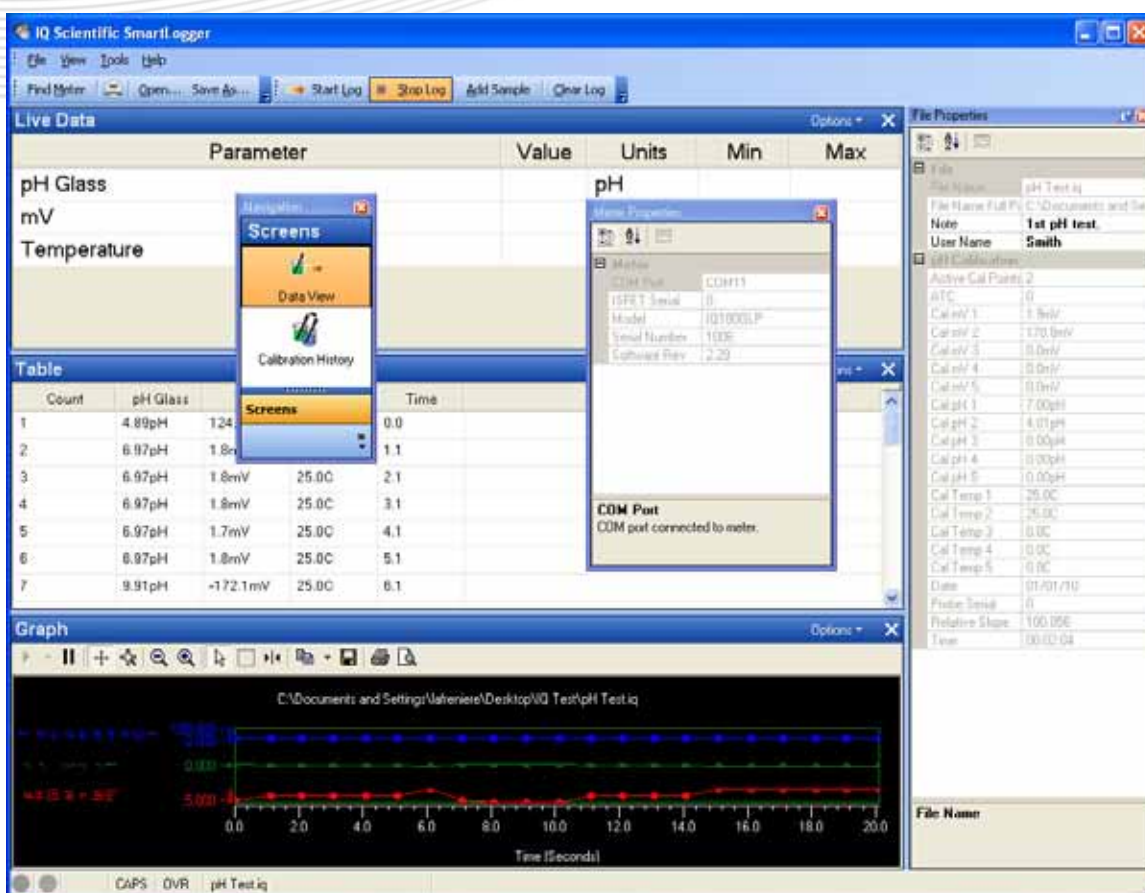 IQ Scientific SmartLogger
File View Tools Help
Find Meter Open... Save As... Start Log Stop Log Add Sample Clear Log
Live Data Options
Parameter Value Units Min Max
pH Glass pH
mV
Temperature
Navigation
Screens
Data View
Calibration History
Screens
Meter Properties
Meter
COM Port COM11
ISFET Serial 0
Model
Serial Number 1006
Software Rev 2.29
COM Port
COM port connected to meter.
Table
Count pH Glass Time
1 4.89pH 124. 0.0
2 6.97pH 1.8m 1.1
3 6.97pH 1.8mV 25.0C 2.1
4 6.97pH 1.8mV 25.0C 3.1
5 6.97pH 1.7mV 25.0C 4.1
6 6.97pH 1.8mV 25.0C 5.1
7 9.91pH -172.1mV 25.0C 6.1
Graph Options
C:\Documents and Settings\lafreniere\Desktop\IQ Test\pH Test.iq
0.000
5.000
0.0 2.0 4.0 6.0 8.0 10.0 12.0 14.0 16.0 18.0 20.0
Time (Seconds)
CAPS OVR pH Test.iq
File Properties
File
File Name pH Test.iq
File Name Full C:\Documents and Se
Note 1st pH test.
User Name Smith
pH Calibration
Active Cal Points 2
ATC 0
Cal mV 1 1.9mV
Cal mV 2 170.0mV
Cal mV 3 0.0mV
Cal mV 4 0.0mV
Cal mV 5 0.0mV
Cal pH 1 7.00pH
Cal pH 2 4.01pH
Cal pH 3 0.00pH
Cal pH 4 0.00pH
Cal pH 5 0.00pH
Cal Temp 1 25.0C
Cal Temp 2 25.0C
Cal Temp 3 0.0C
Cal Temp 4 0.0C
Cal Temp 5 0.0C
Date 01/01/10
Probe Serial 0
Relative Slope
Time 00:02:04
File Name